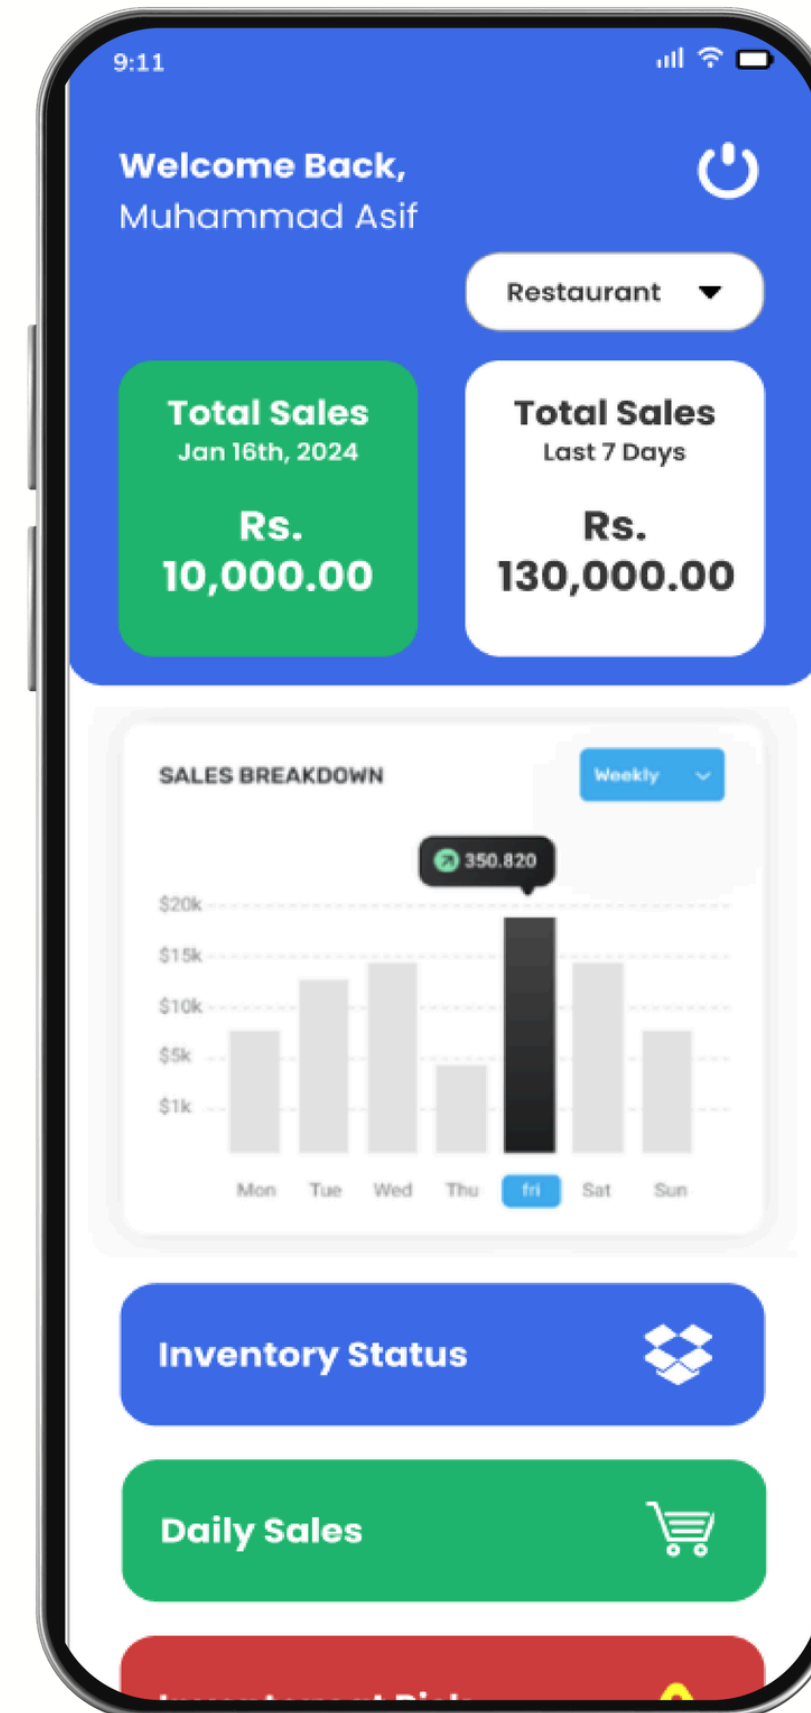 9:11
Welcome Back,
Muhammad Asif
Restaurant
Total Sales
Jan 16th, 2024
Rs.
10,000.00
Total Sales
Last 7 Days
Rs.
130,000.00
SALES BREAKDOWN
Weekly
350.820
$20k
$15k
$10k
$5k
$1k
Mon Tue Wed Thu fri Sat Sun
Inventory Status
Daily Sales